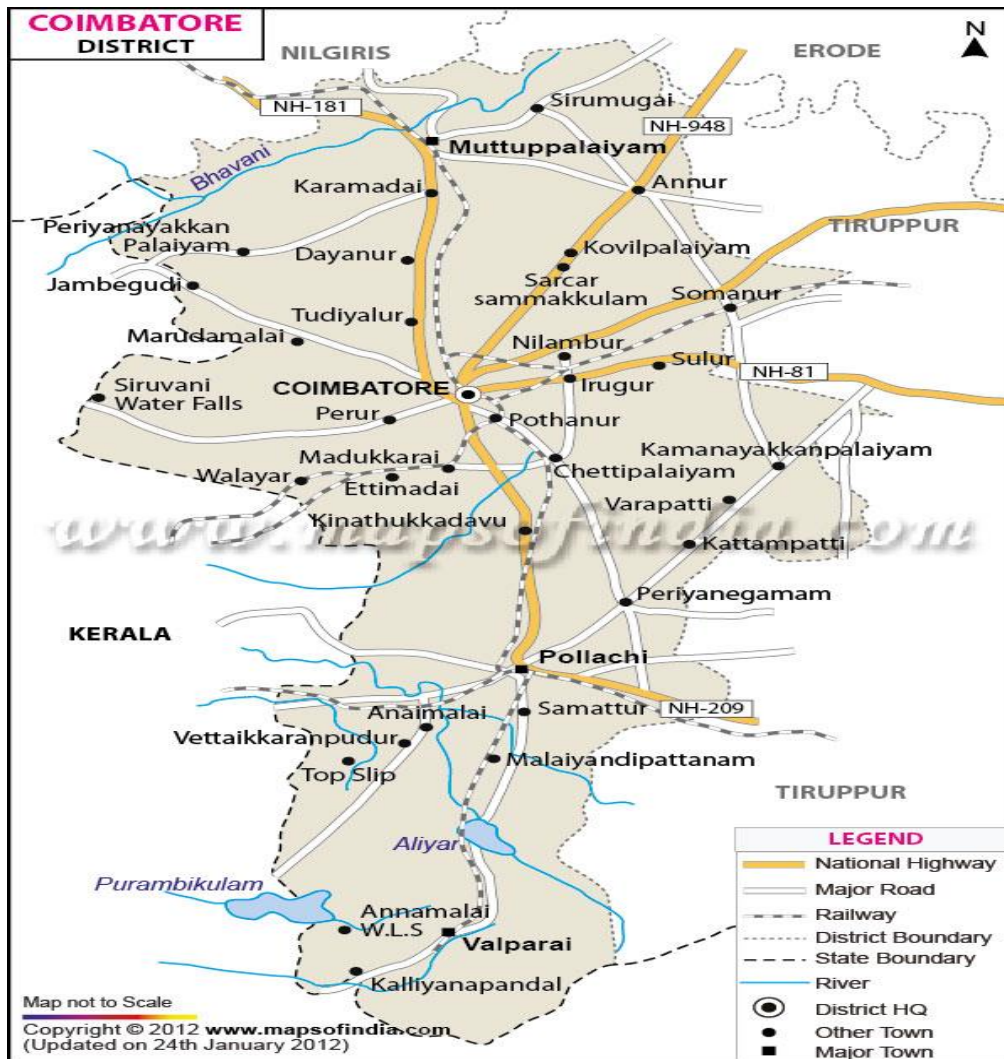 COIMBATORE
DISTRICT
NILGIRIS
ERODE
N
NH-181
Sirumugai
NH-948
Muttuppalaiyam
Bhavani
Karamadai
Annur
Periyanayakkan
Palaiyam
TIRUPPUR
Dayanur
Kovilpalaiyam
Sarcar
sammakkulam
Jambegudi
Somanur
Tudiyalur
Marudamalai
Nilambur
Sulur
NH-81
Siruvani
Water Falls
COIMBATORE
Irugur
Perur
Pothanur
Madukkarai
Kamanayakkanpalaiyam
Walayar
Ettimadai
Chettipalaiyam
Varapatti
Kinathukkadavu
www.mapsofindia.com
Kattampatti
Periyanegamam
KERALA
Pollachi
Anaimalai
Samattur
NH-209
Vettaikkaranpudur
Top Slip
Malaiyandipattanam
TIRUPPUR
Aliyar
Purambikulam
Annamalai
W.L.S
Valparai
Kalliyanapandal
LEGEND
National Highway
Major Road
Railway
District Boundary
State Boundary
River
District HQ
Other Town
Major Town
Map not to Scale
Copyright © 2012 www.mapsofindia.com
(Updated on 24th January 2012)